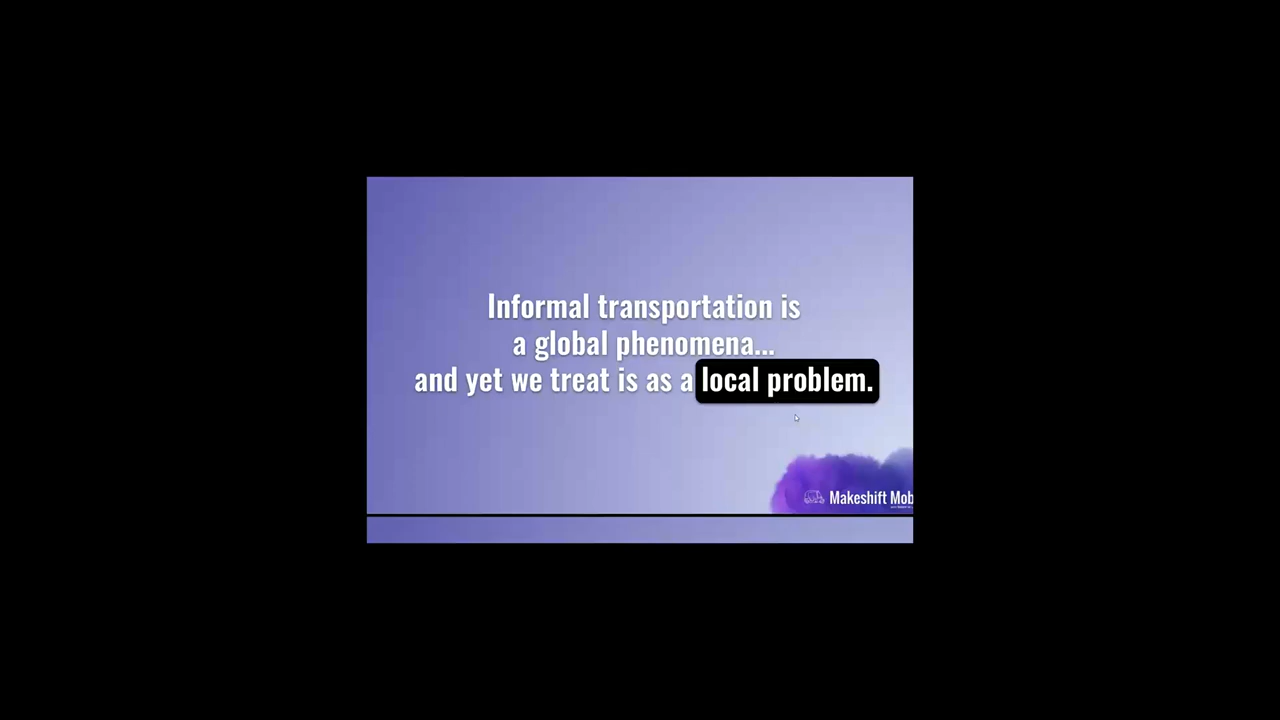 Informal transportation is
a global phenomena...
and yet we treat is as a local problem.
Makeshift Mob